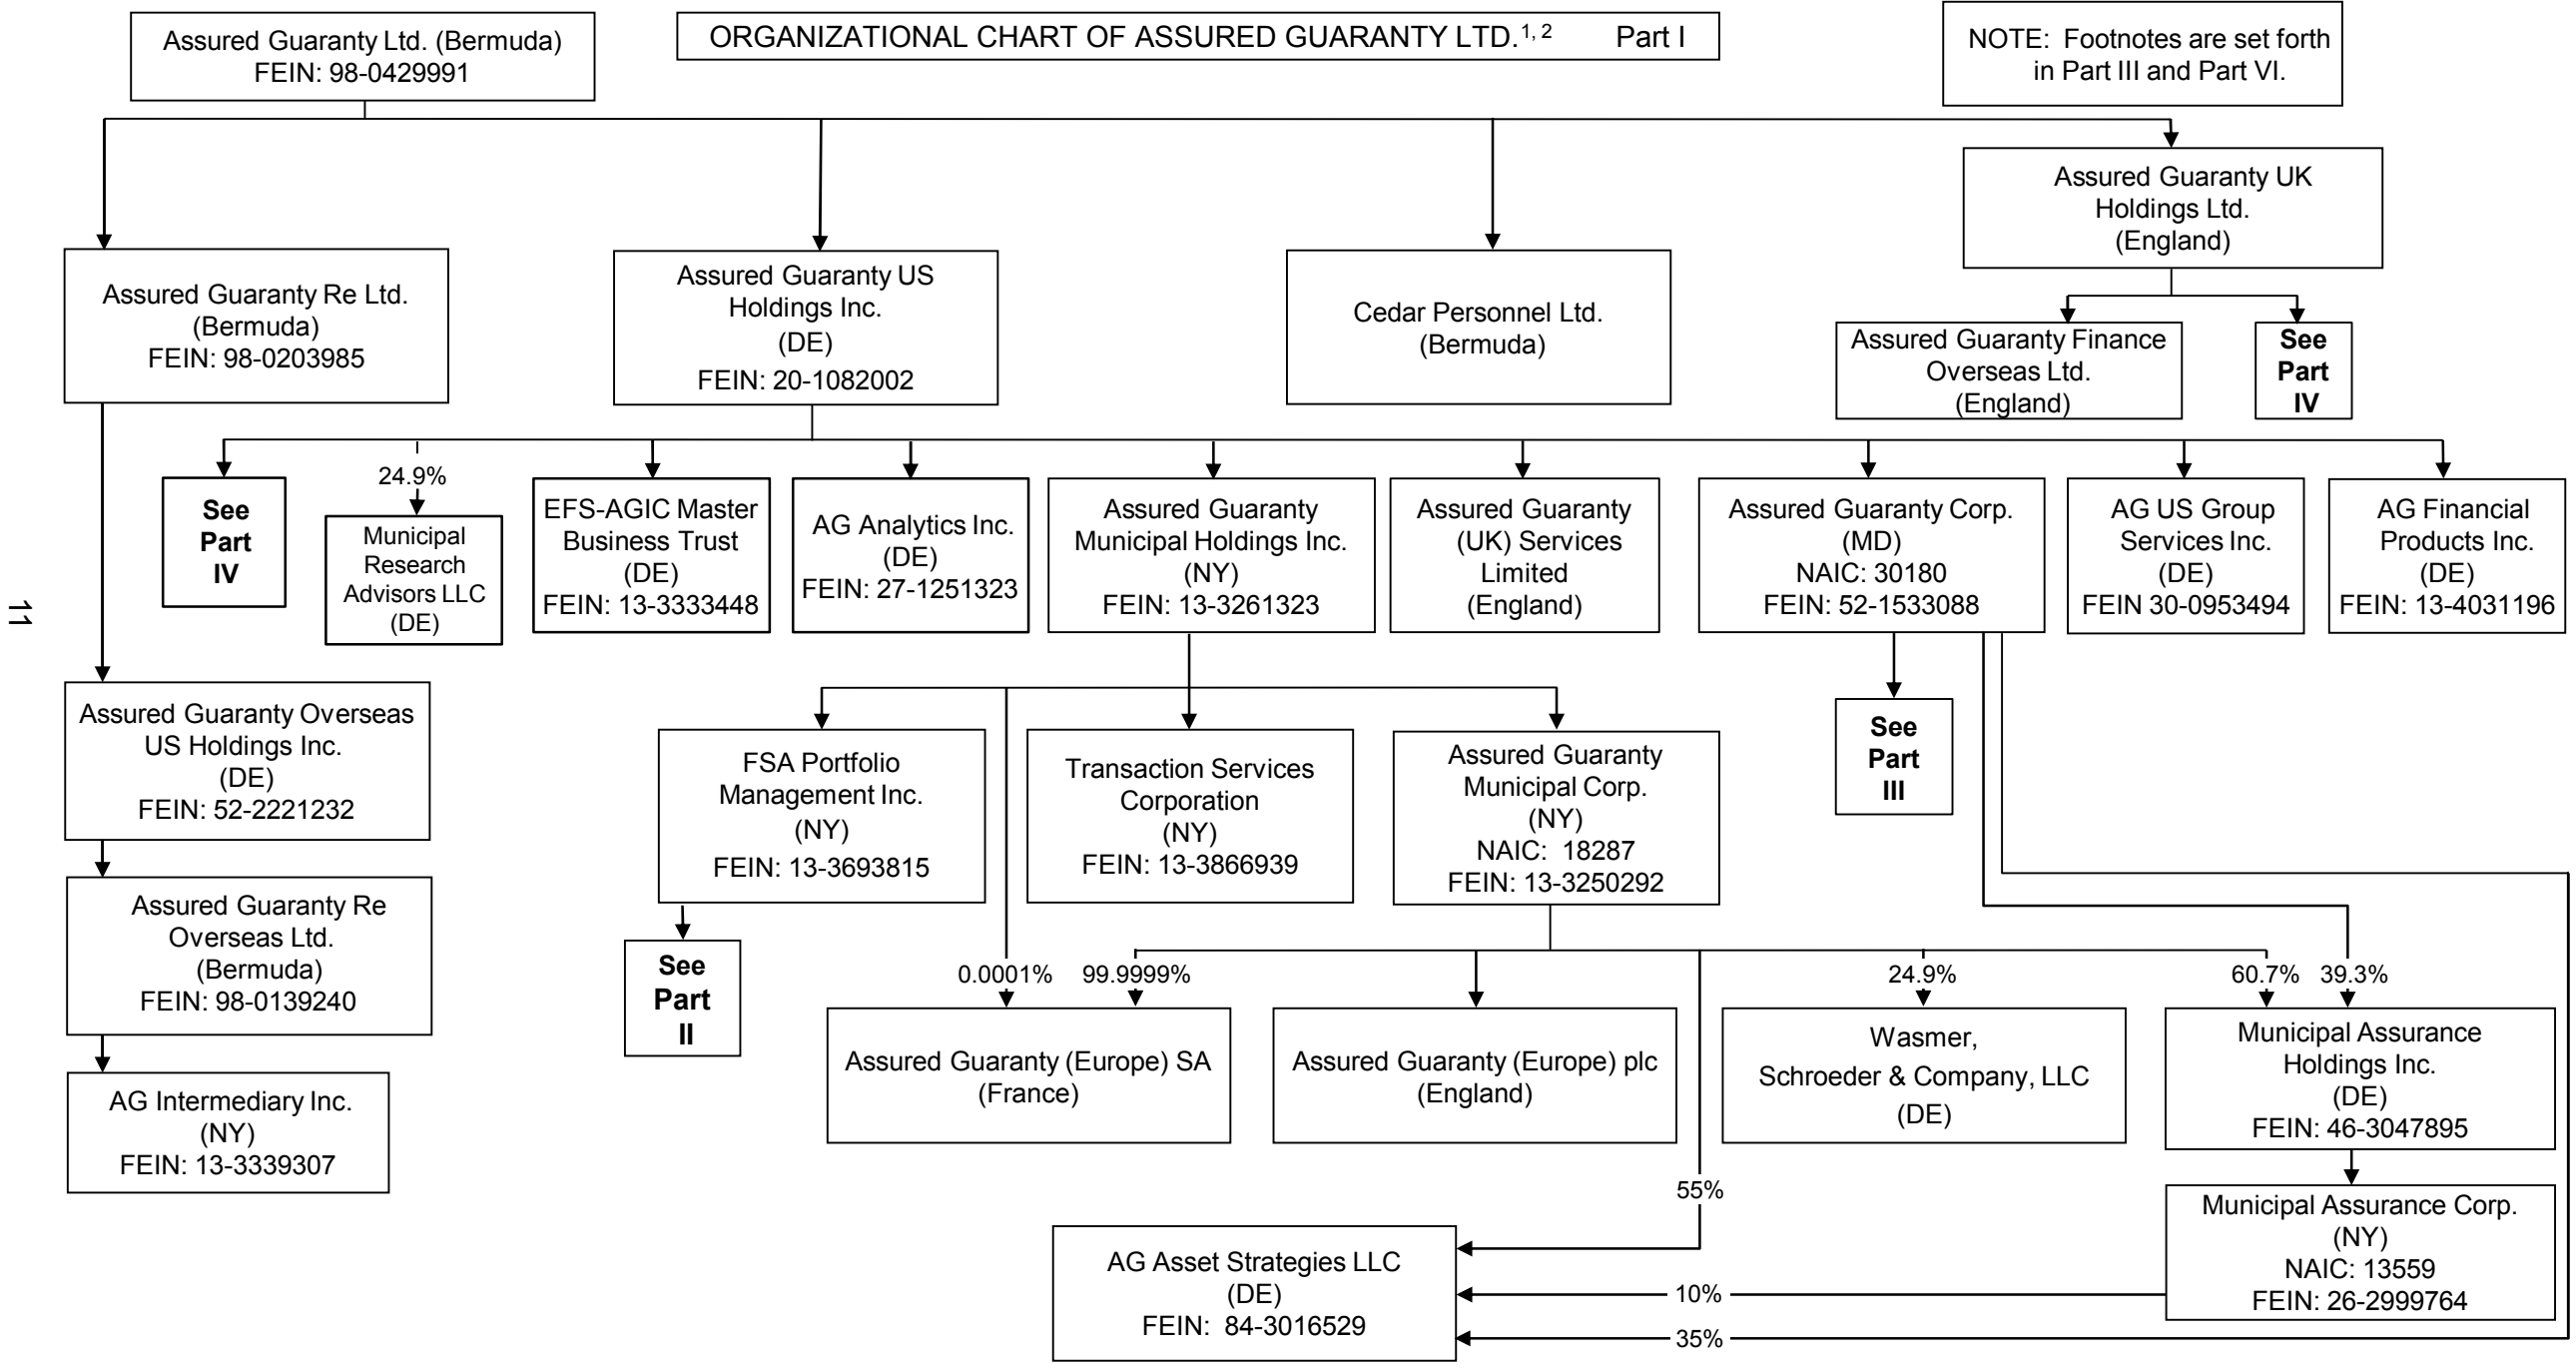 Assured Guaranty Ltd. (Bermuda)
FEIN: 98-0429991
ORGANIZATIONAL CHART OF ASSURED GUARANTY LTD.1, 2 Part I
NOTE: Footnotes are set forth
in Part III and Part VI.
Assured Guaranty UK
Holdings Ltd.
(England)
Assured Guaranty Re Ltd.
(Bermuda)
FEIN: 98-0203985
Assured Guaranty US
Holdings Inc.
(DE)
FEIN: 20-1082002
Cedar Personnel Ltd.
(Bermuda)
Assured Guaranty Finance
Overseas Ltd.
(England)
See
Part
IV
See
Part
IV
24.9%
Municipal
Research
Advisors LLC
(DE)
EFS-AGIC Master
Business Trust
(DE)
FEIN: 13-3333448
AG Analytics Inc.
(DE)
FEIN: 27-1251323
Assured Guaranty
Municipal Holdings Inc.
(NY)
FEIN: 13-3261323
Assured Guaranty
(UK) Services
Limited
(England)
Assured Guaranty Corp.
(MD)
NAIC: 30180
FEIN: 52-1533088
AG US Group
Services Inc.
(DE)
FEIN 30-0953494
AG Financial
Products Inc.
(DE)
FEIN: 13-4031196
11
Assured Guaranty Overseas
US Holdings Inc.
(DE)
FEIN: 52-2221232
FSA Portfolio
Management Inc.
(NY)
FEIN: 13-3693815
Transaction Services
Corporation
(NY)
FEIN: 13-3866939
Assured Guaranty
Municipal Corp.
(NY)
NAIC: 18287
FEIN: 13-3250292
See
Part
III
Assured Guaranty Re
Overseas Ltd.
(Bermuda)
FEIN: 98-0139240
See
Part
II
0.0001% 99.9999%
24.9%
60.7% 39.3%
Assured Guaranty (Europe) SA
(France)
Assured Guaranty (Europe) plc
(England)
Wasmer,
Schroeder & Company, LLC
(DE)
Municipal Assurance
Holdings Inc.
(DE)
FEIN: 46-3047895
AG Intermediary Inc.
(NY)
FEIN: 13-3339307
55%
AG Asset Strategies LLC
(DE)
FEIN: 84-3016529
10%
35%
Municipal Assurance Corp.
(NY)
NAIC: 13559
FEIN: 26-2999764